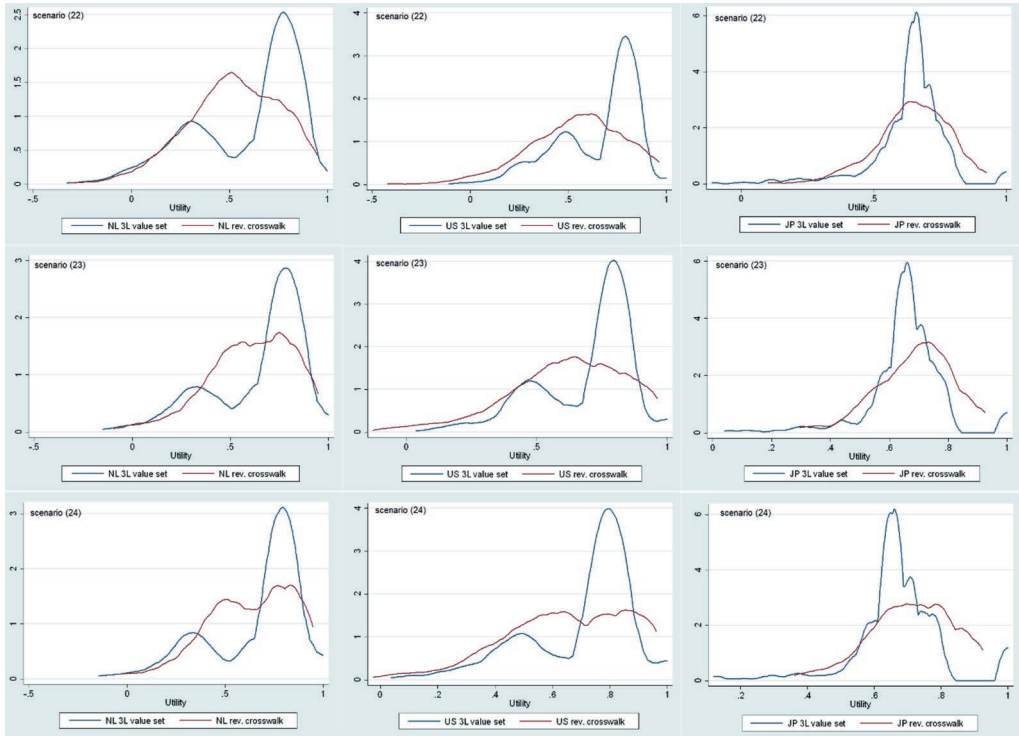 scenario (22)
2.5
2
1.5
1
.5
0
-.5 0 .5 1
Utility
NL 3L value set NL rev. crosswalk
scenario (22)
4
3
2
1
0
0 .5 1
Utility
US 3L value set US rev. crosswalk
scenario (22)
6
4
2
0
0 .5 1
Utility
JP 3L value set JP rev. crosswalk
scenario (23)
3
2
1
0
-.5 0 .5 1
Utility
NL 3L value set NL rev. crosswalk
scenario (23)
4
3
2
1
0
.5 1
Utility
US 3L value set US rev. crosswalk
scenario (23)
6
4
2
0
0 .2 .4 .6 .8 1
Utility
JP 3L value set JP rev. crosswalk
scenario (24)
3
2
1
0
-.5 0 .5 1
Utility
NL 3L value set NL rev. crosswalk
scenario (24)
4
3
2
1
0
0 .2 .4 .6 .8 1
Utility
US 3L value set US rev. crosswalk
scenario (24)
6
4
2
0
.2 .4 .6 .8 1
Utility
JP 3L value set JP rev. crosswalk